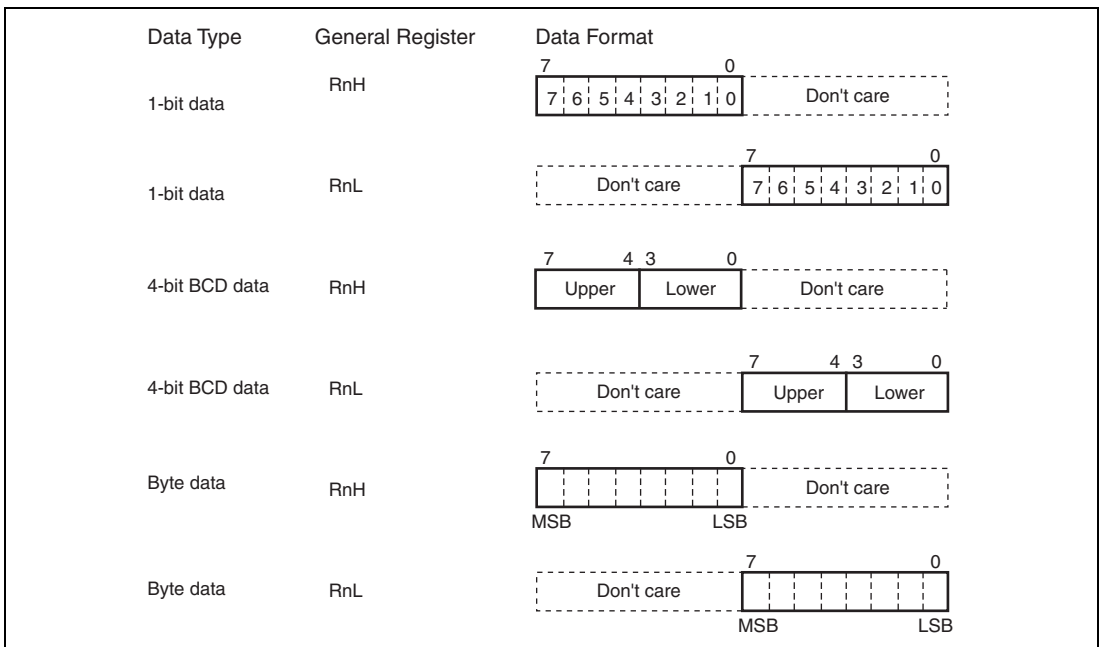 Data Type General Register Data Format
7 0
1-bit data RnH 7 6 5 4 3 2 1 0 Don't care
7 0
1-bit data RnL Don't care 7 6 5 4 3 2 1 0
7 4 3 0
4-bit BCD data RnH Upper Lower Don't care
7 4 3 0
4-bit BCD data RnL Don't care Upper Lower
7 0
Byte data RnH Don't care
MSB LSB
7 0
Byte data RnL Don't care
MSB LSB